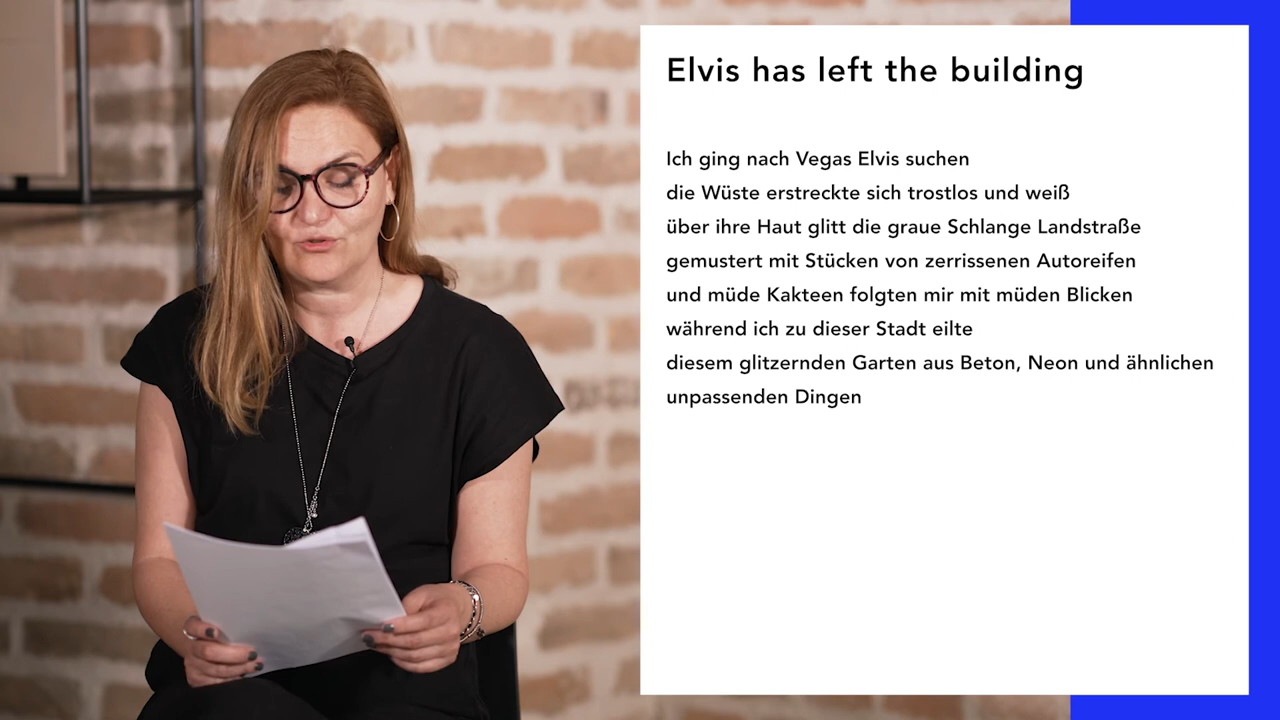 Elvis has left the building
Ich ging nach Vegas Elvis suchen
die Wüste erstreckte sich trostlos und weiß
über ihre Haut glitt die graue Schlange Landstraße
gemustert mit Stücken von zerrissenen Autoreifen
und müde Kakteen folgten mir mit müden Blicken
während ich zu dieser Stadt eilte
diesem glitzernden Garten aus Beton, Neon und ähnlichen
unpassenden Dingen